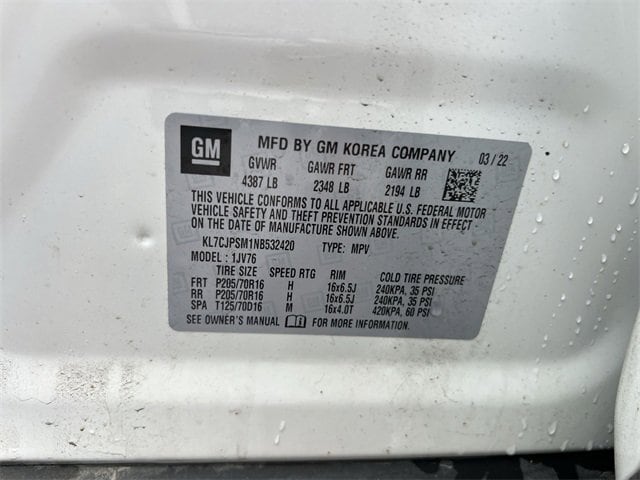 GM
MFD BY GM KOREA COMPANY 03/22
GVWR GAWR FRT GAWR RR
4387 LB 2348 LB 2194 LB
THIS VEHICLE CONFORMS TO ALL APPLICABLE U.S. FEDERAL MOTOR
VEHICLE SAFETY AND THEFT PREVENTION STANDARDS IN EFFECT ON
THE DATE OF MANUFACTURE SHOWN ABOVE.
KL7CJPSM1NB532420 TYPE: MPV
MODEL : 1JV76
TIRE SIZE SPEED RTG RIM COLD TIRE PRESSURE
FRT P205/70R16 H 16x6.5J 240KPA, 35 PSI
RR P205/70R16 H 16x6.5J 240KPA, 35 PSI
SPA T125/70D16 M 16x4.0T 420KPA, 60 PSI
SEE OWNER'S MANUAL FOR MORE INFORMATION.